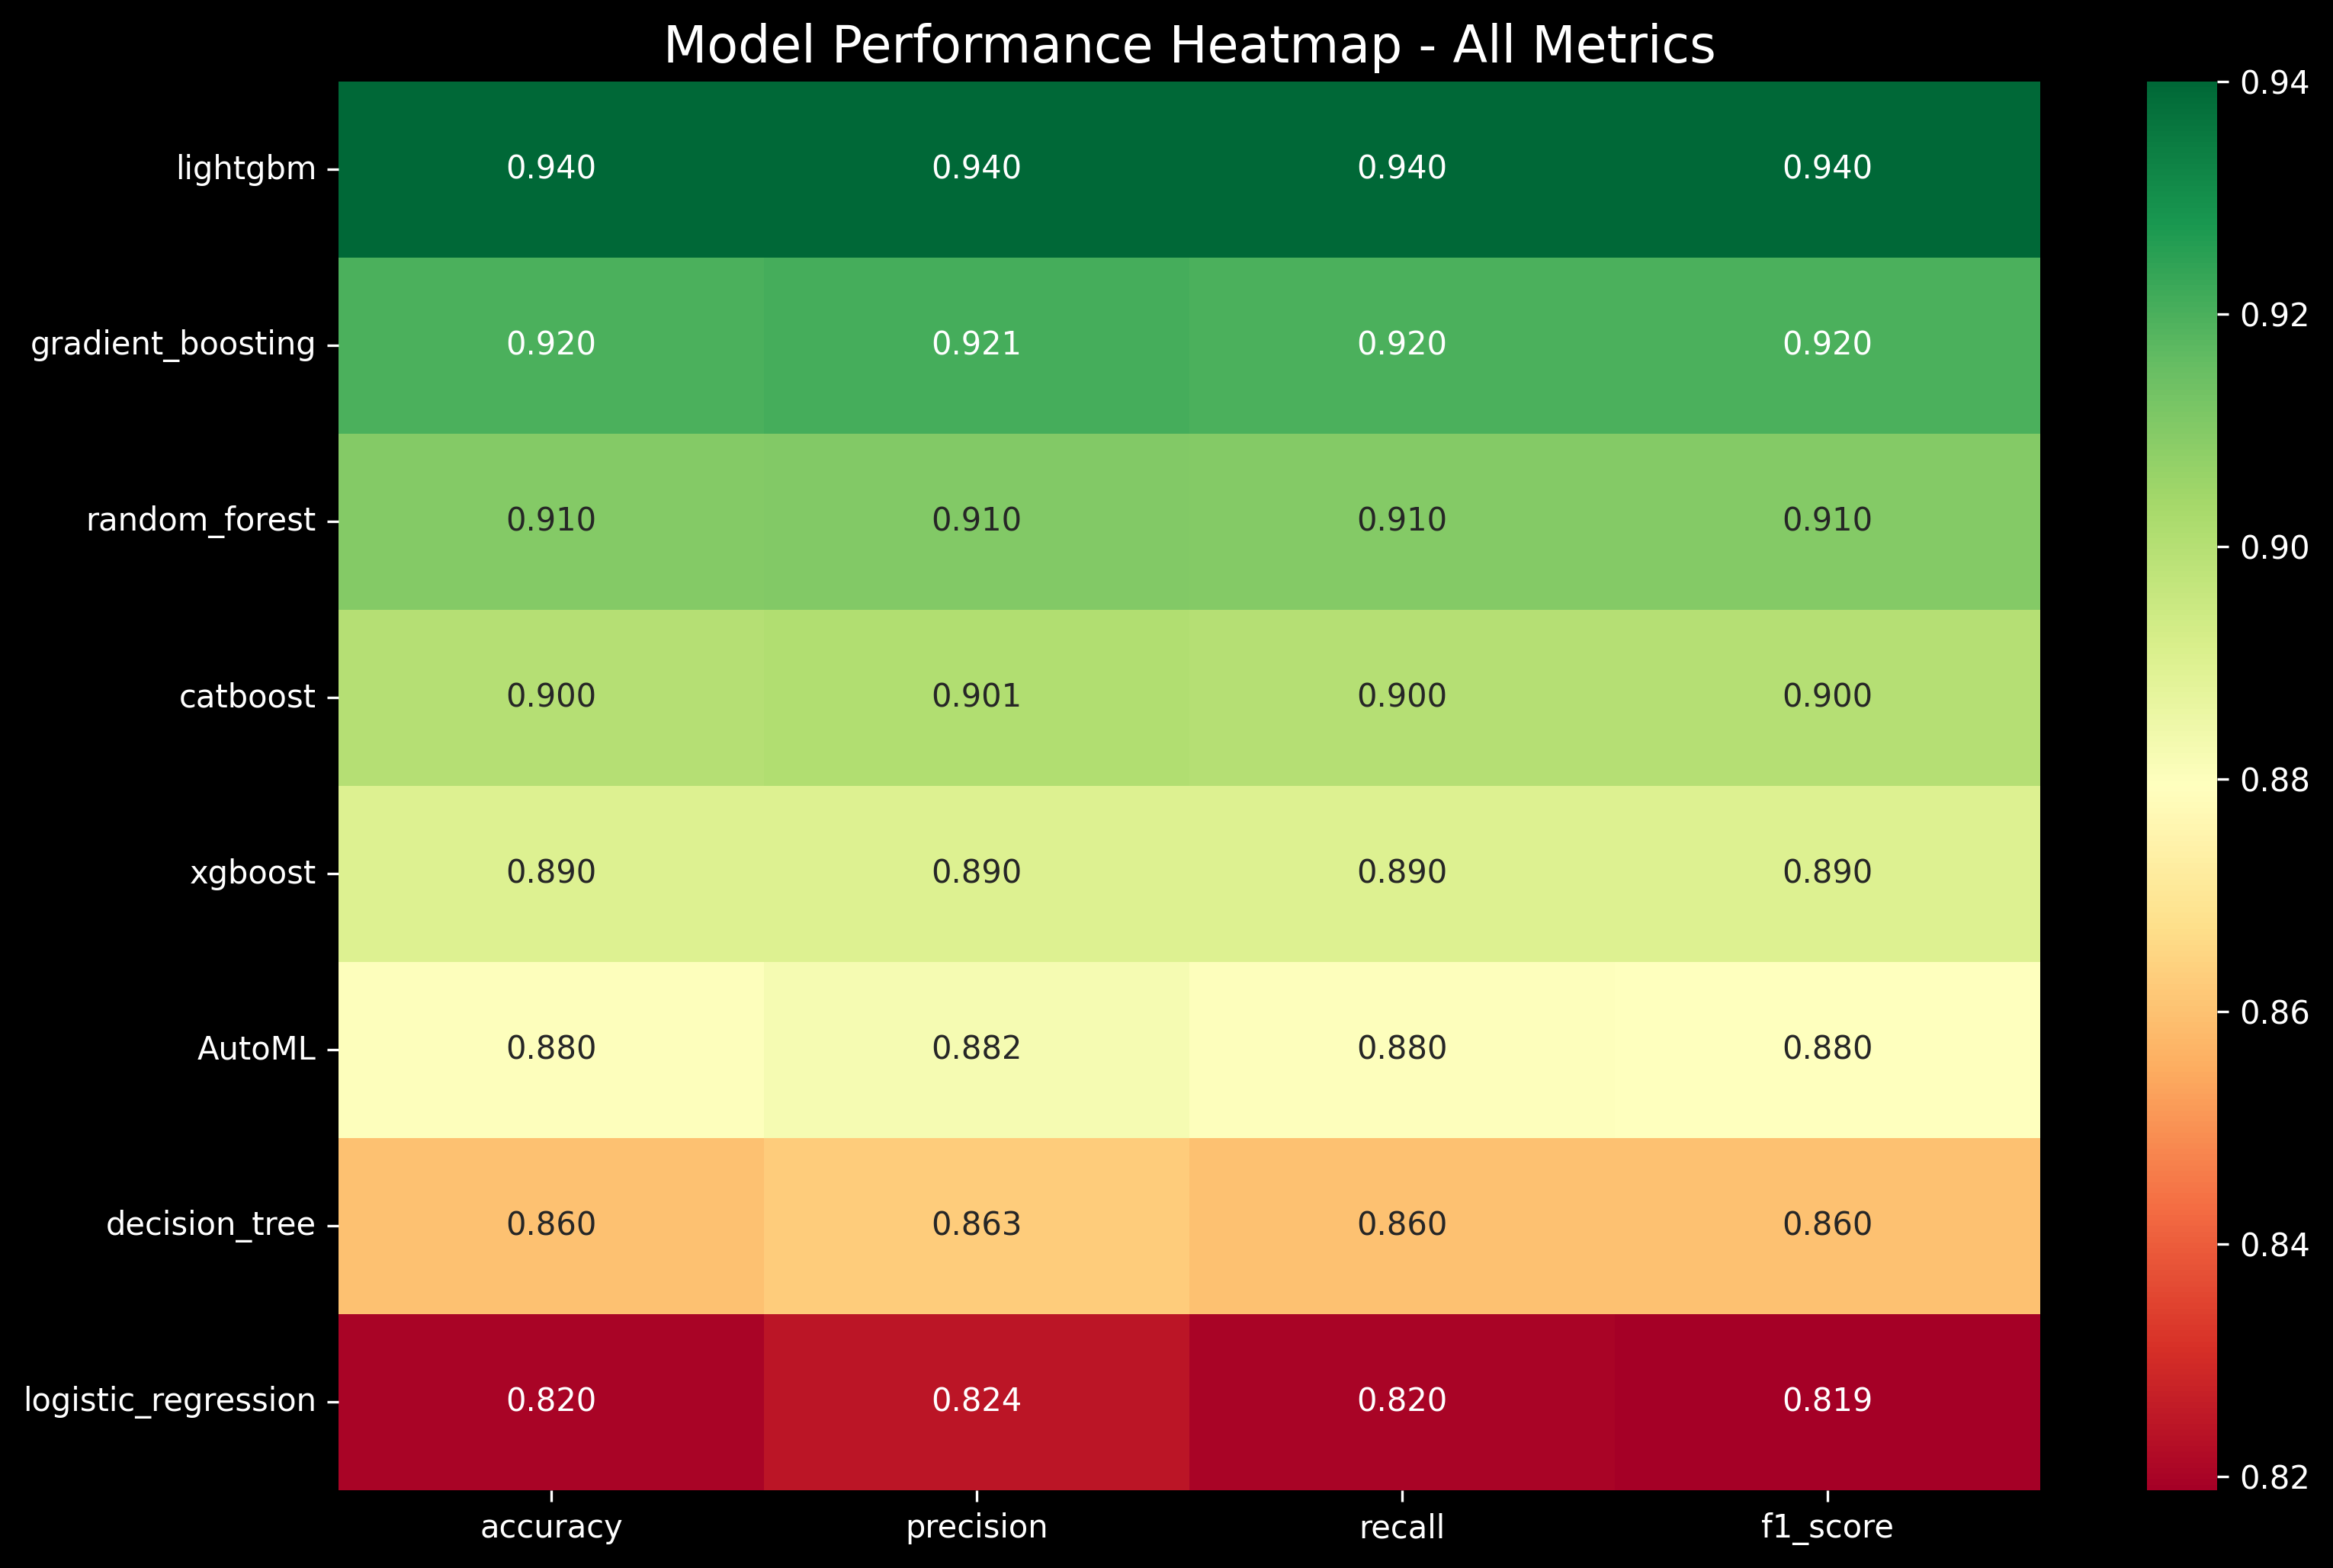 Model Performance Heatmap - All Metrics
lightgbm 0.940 0.940 0.940 0.940
gradient_boosting 0.920 0.921 0.920 0.920
random_forest 0.910 0.910 0.910 0.910
catboost 0.900 0.901 0.900 0.900
xgboost 0.890 0.890 0.890 0.890
AutoML 0.880 0.882 0.880 0.880
decision_tree 0.860 0.863 0.860 0.860
logistic_regression 0.820 0.824 0.820 0.819
accuracy precision recall f1_score
0.94
0.92
0.90
0.88
0.86
0.84
0.82